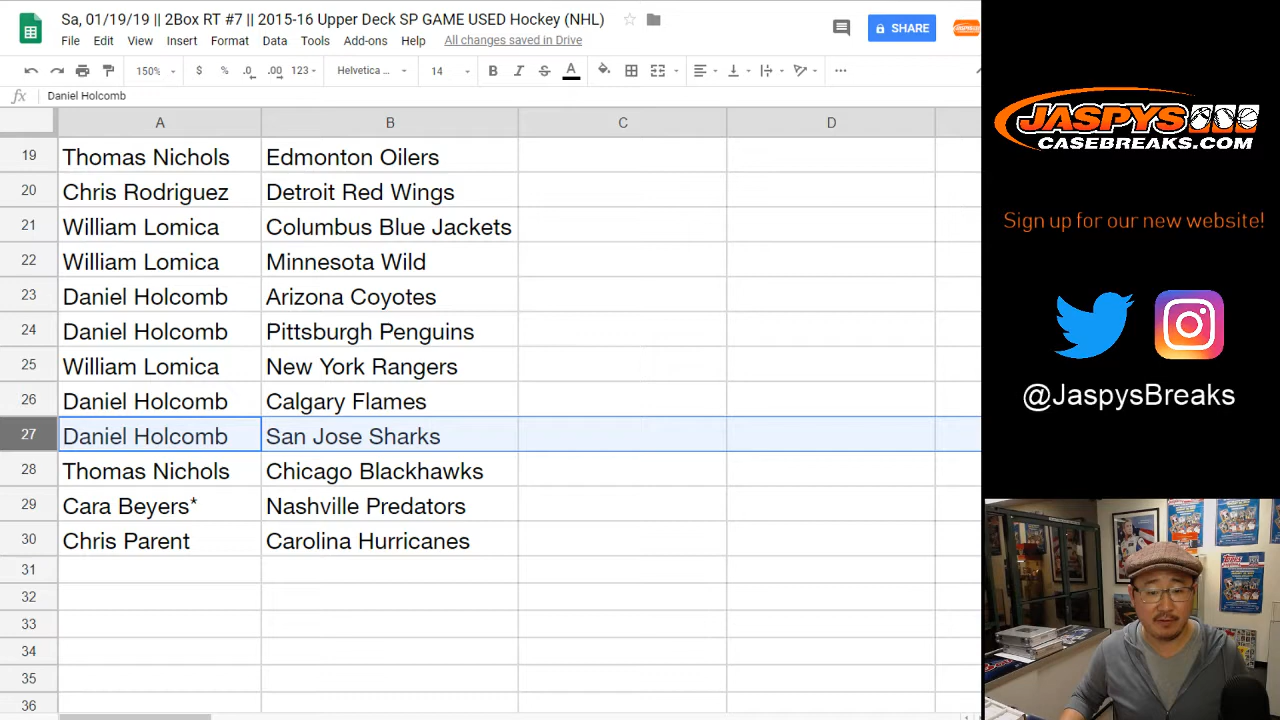 Sa, 01/19/19 || 2Box RT #7 || 2015-16 Upper Deck SP GAME USED Hockey (NHL)
File Edit View Insert Format Data Tools Add-ons Help All changes saved in Drive
SHARE
150% $ % .0 .00 123 Helvetica ... 14 B I S A
fx Daniel Holcomb
A B C D
19 Thomas Nichols Edmonton Oilers
20 Chris Rodriguez Detroit Red Wings
21 William Lomica Columbus Blue Jackets
22 William Lomica Minnesota Wild
23 Daniel Holcomb Arizona Coyotes
24 Daniel Holcomb Pittsburgh Penguins
25 William Lomica New York Rangers
26 Daniel Holcomb Calgary Flames
27 Daniel Holcomb San Jose Sharks
28 Thomas Nichols Chicago Blackhawks
29 Cara Beyers* Nashville Predators
30 Chris Parent Carolina Hurricanes
31
32
33
34
35
36
JASPYS
CASEBREAKS.COM
Sign up for our new website!
@JaspysBreaks